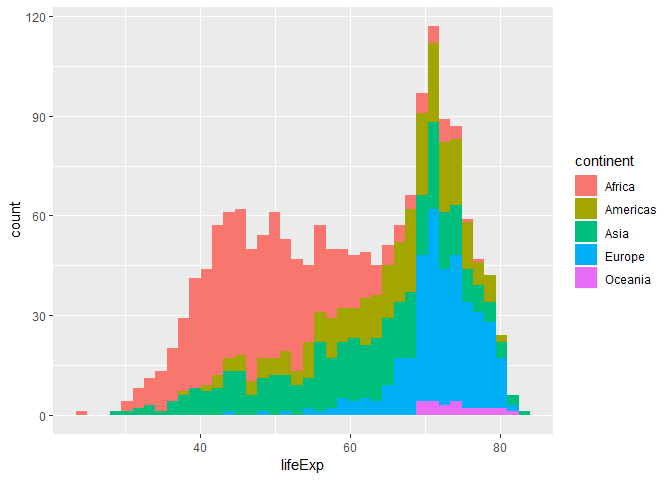 120
90
60
30
0
count
40 60 80
lifeExp
continent
Africa
Americas
Asia
Europe
Oceania